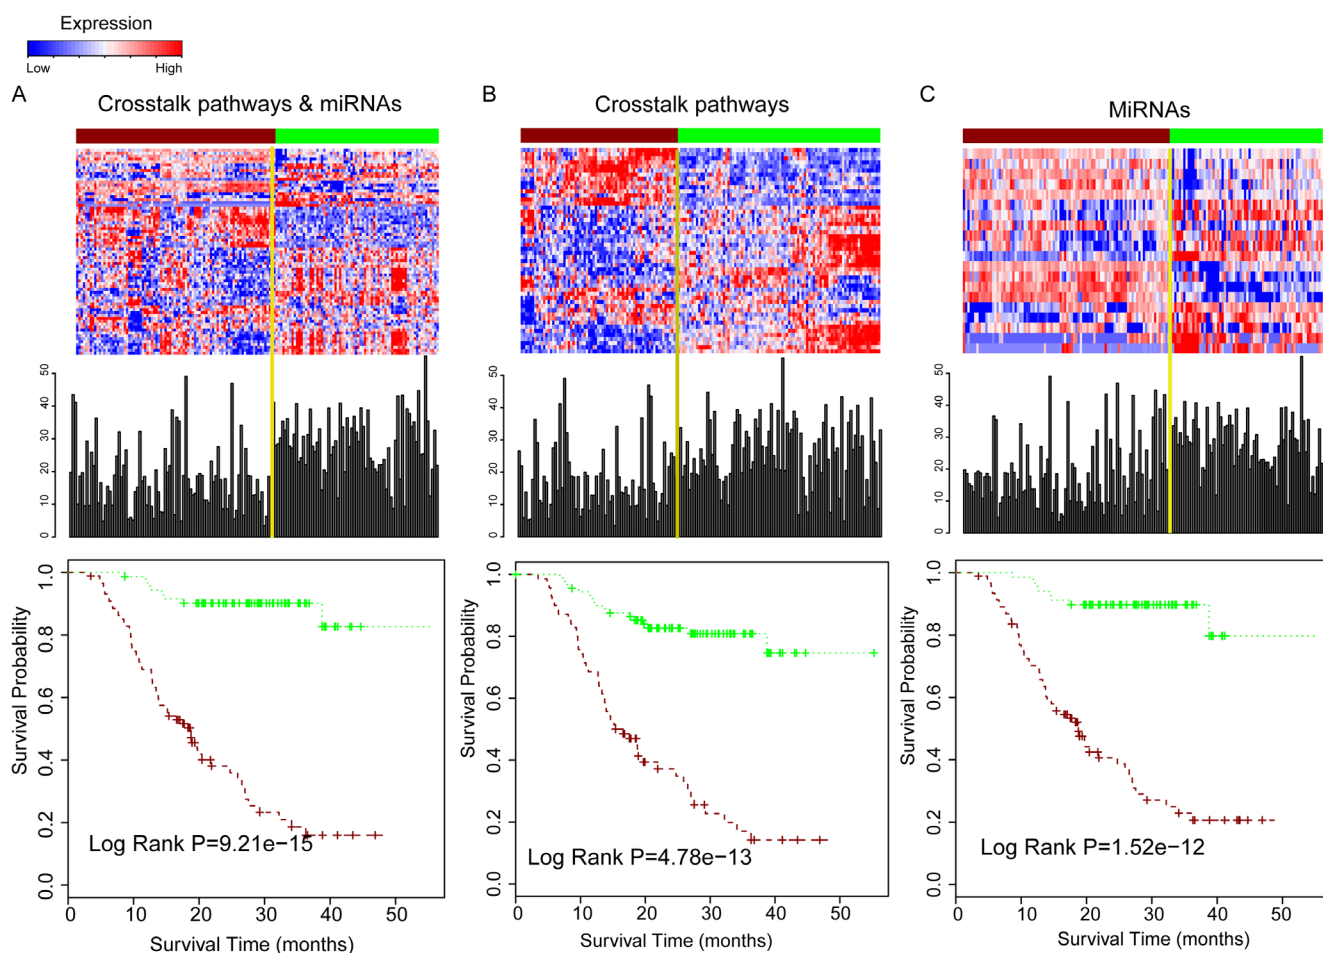 Expression
Low High
A Crosstalk pathways & miRNAs
B Crosstalk pathways
C MiRNAs
50
40
30
20
10
0
50
40
30
20
10
0
50
40
30
20
10
0
Survival Probability
1.0
0.8
0.6
0.4
0.2
0.0
Log Rank P=9.21e−15
0 10 20 30 40 50
Survival Time (months)
Survival Probability
1.0
0.8
0.6
0.4
0.2
0.0
Log Rank P=4.78e−13
0 10 20 30 40 50
Survival Time (months)
Survival Probability
1.0
0.8
0.6
0.4
0.2
0.0
Log Rank P=1.52e−12
0 10 20 30 40 50
Survival Time (months)